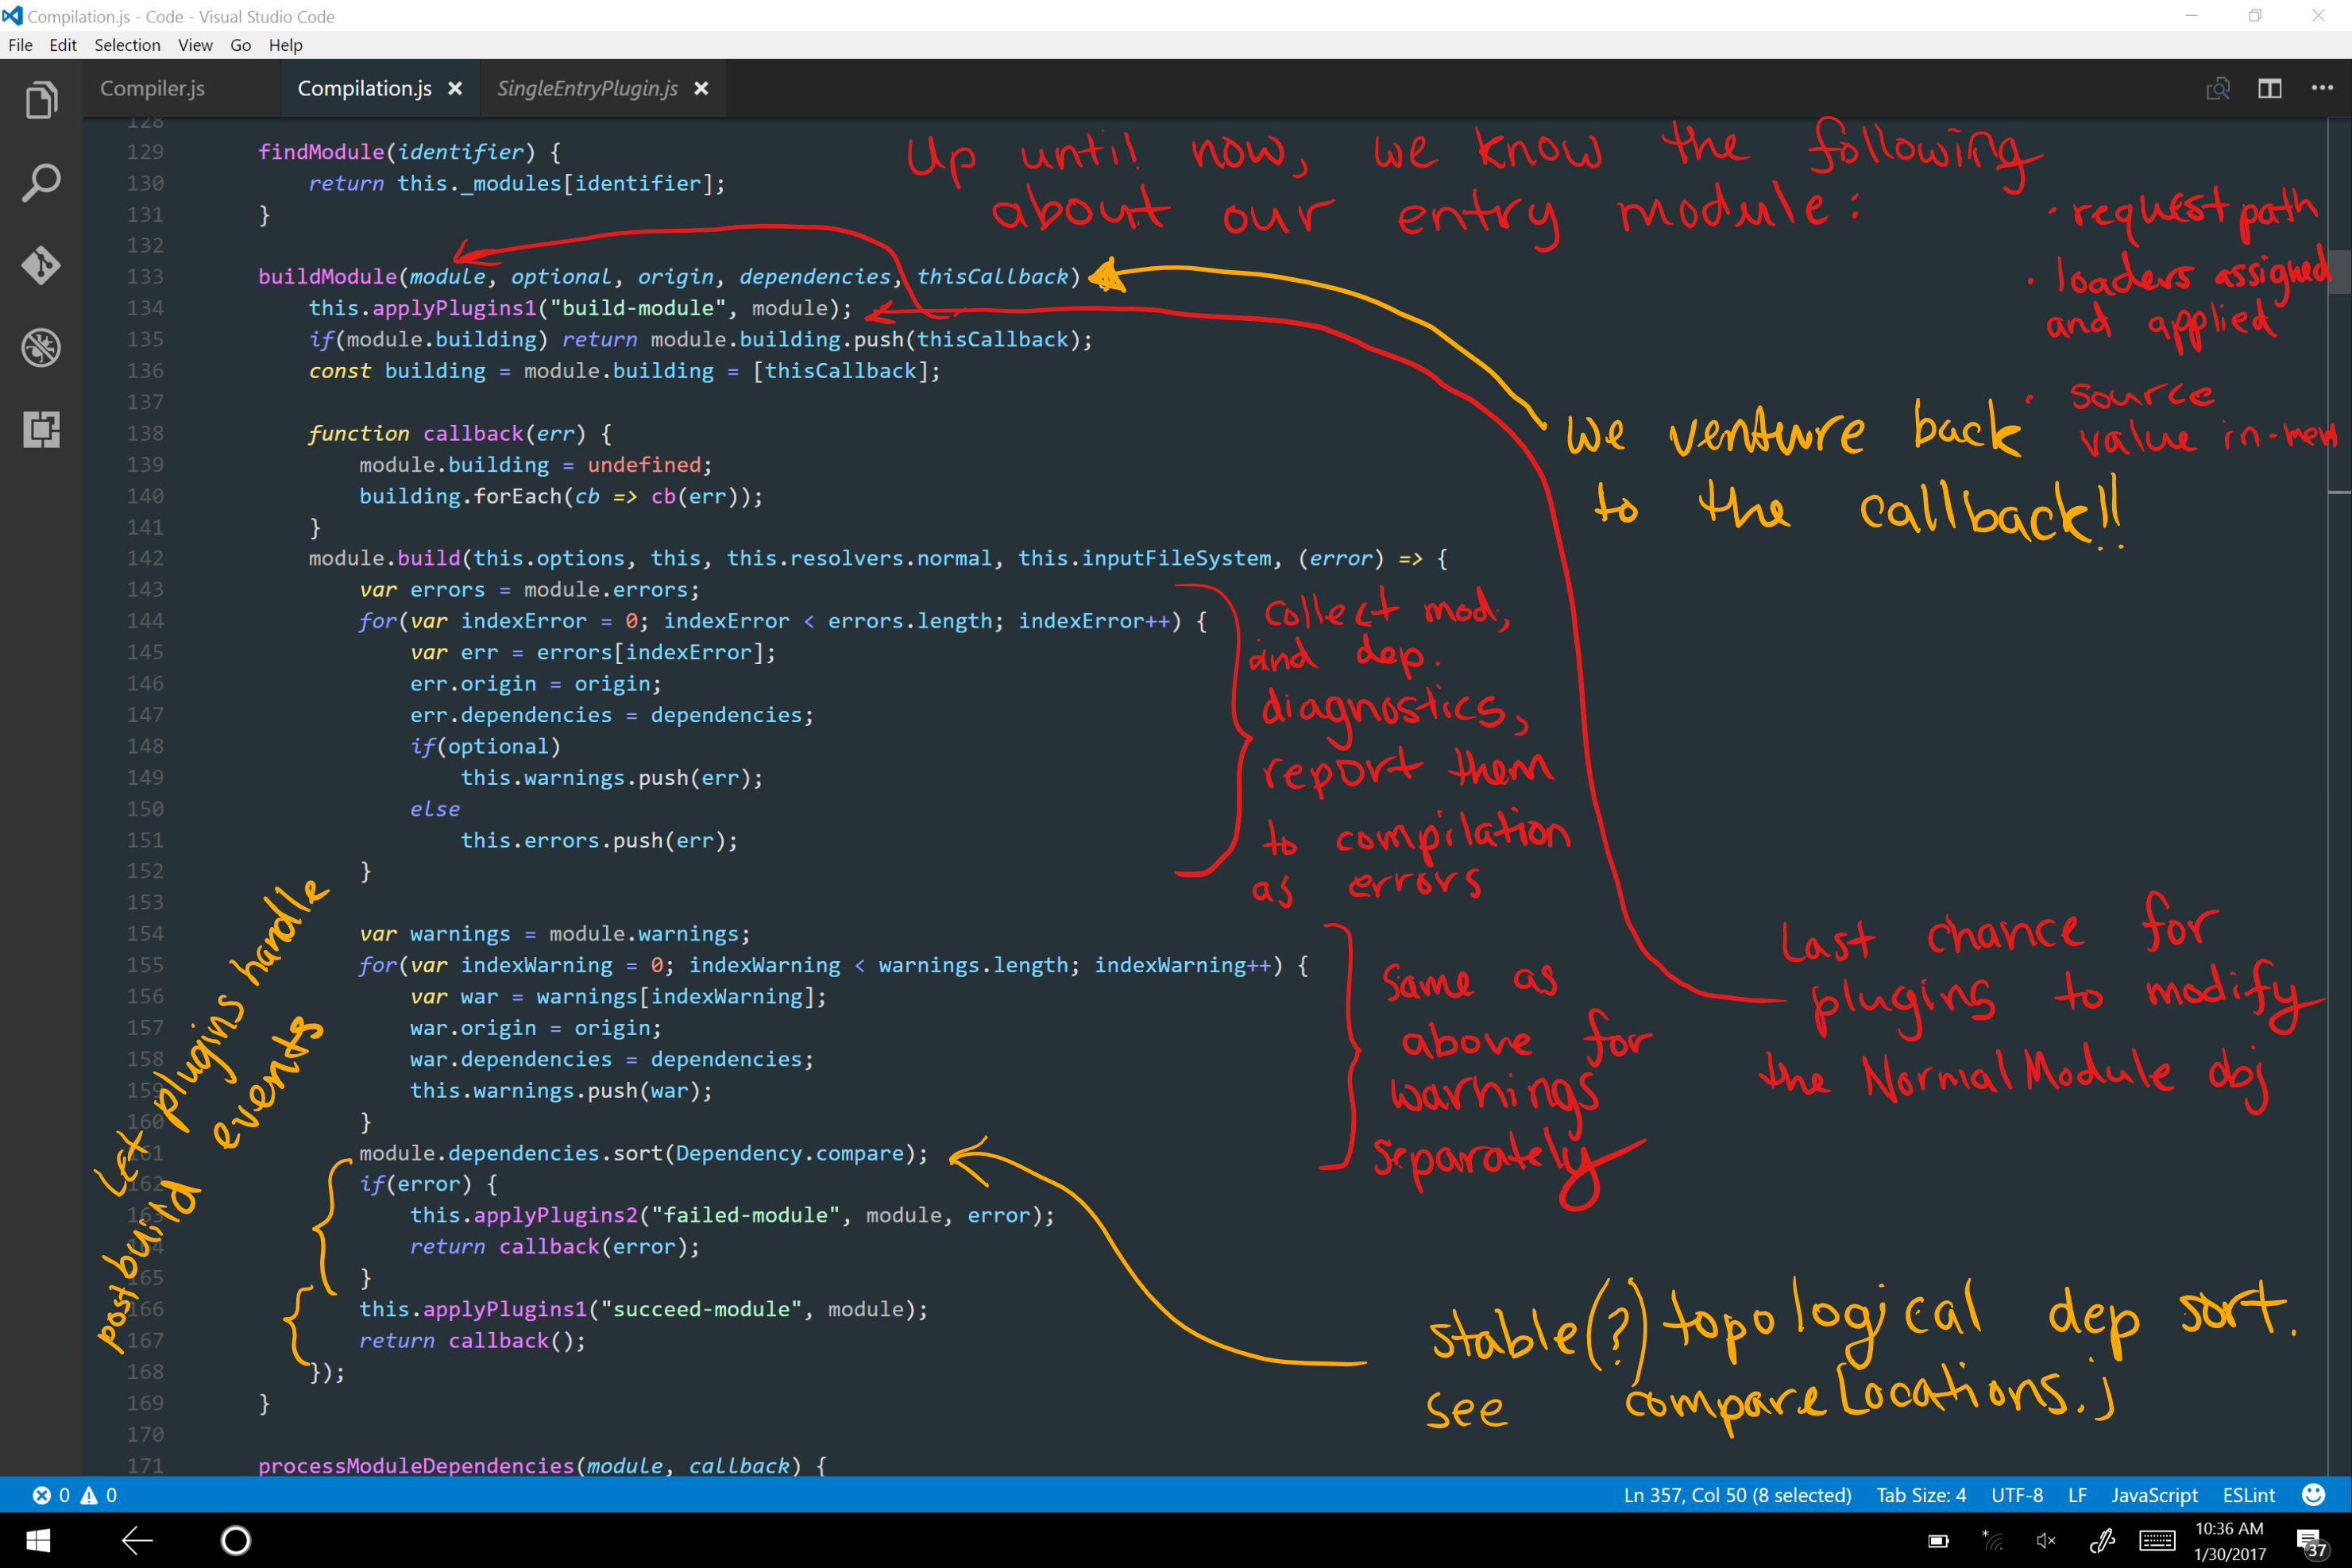 Compilation.js - Code - Visual Studio Code
File Edit Selection View Go Help
Compiler.js Compilation.js SingleEntryPlugin.js
128
129 findModule(identifier) {
130 return this._modules[identifier];
131 }
132
133 buildModule(module, optional, origin, dependencies, thisCallback)
134 this.applyPlugins1("build-module", module);
135 if(module.building) return module.building.push(thisCallback);
136 const building = module.building = [thisCallback];
137
138 function callback(err) {
139 module.building = undefined;
140 building.forEach(cb => cb(err));
141 }
142 module.build(this.options, this, this.resolvers.normal, this.inputFileSystem, (error) => {
143 var errors = module.errors;
144 for(var indexError = 0; indexError < errors.length; indexError++) {
145 var err = errors[indexError];
146 err.origin = origin;
147 err.dependencies = dependencies;
148 if(optional)
149 this.warnings.push(err);
150 else
151 this.errors.push(err);
152 }
153
154 var warnings = module.warnings;
155 for(var indexWarning = 0; indexWarning < warnings.length; indexWarning++) {
156 var war = warnings[indexWarning];
157 war.origin = origin;
158 war.dependencies = dependencies;
159 this.warnings.push(war);
160 }
161 module.dependencies.sort(Dependency.compare);
162 if(error) {
163 this.applyPlugins2("failed-module", module, error);
164 return callback(error);
165 }
166 this.applyPlugins1("succeed-module", module);
167 return callback();
168 });
169 }
170
171 processModuleDependencies(module, callback) {
Up until now, we know the following
about our entry module:
• request path
• loaders assigned
and applied
• source
value in-mem
we venture back
to the callback!!
collect mod,
and dep.
diagnostics,
report them
to compilation
as errors
Same as
above for
warnings
separately
Last chance for
plugins to modify
the NormalModule obj
Let plugins handle
post build events
stable(?) topological dep sort.
see compareLocations.j
0 0
Ln 357, Col 50 (8 selected) Tab Size: 4 UTF-8 LF JavaScript ESLint
10:36 AM
1/30/2017
37